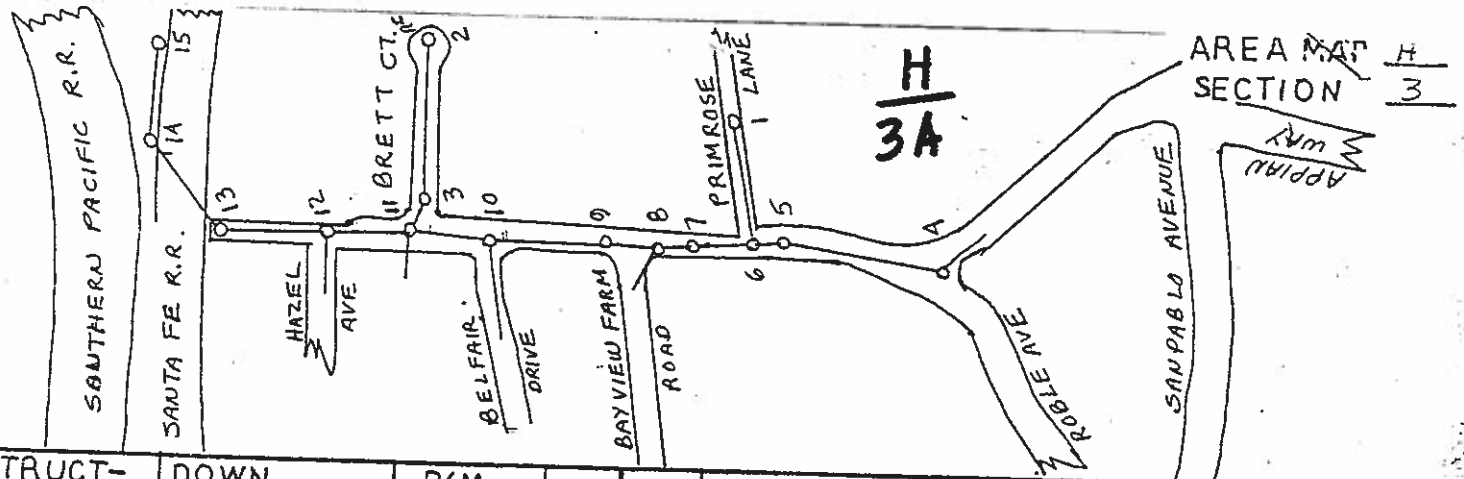 AREA MAP H
SECTION 3
H
3A
SOUTHERN PACIFIC R.R.
SANTA FE R.R.
15
1A
13
12
11
BRETT CT.
2
3
10
9
8
7
6
5
PRIMROSE LANE
1
A
HAZEL AVE
BELFAIR DRIVE
BAYVIEW FARM ROAD
ROBLE AVE
SANPABLO AVENUE
APPIAN WAY
TRUCT- DOWN